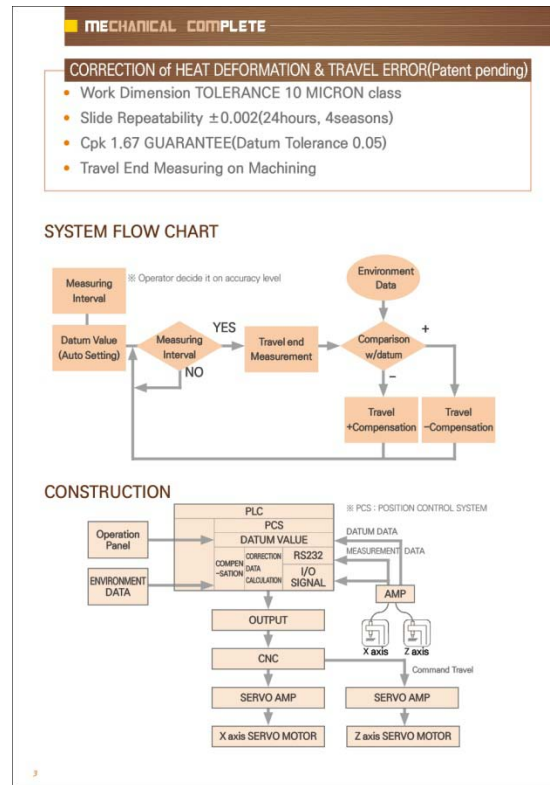 MECHANICAL COMPLETE
CORRECTION of HEAT DEFORMATION & TRAVEL ERROR(Patent pending)
• Work Dimension TOLERANCE 10 MICRON class
• Slide Repeatability ±0.002(24hours, 4seasons)
• Cpk 1.67 GUARANTEE(Datum Tolerance 0.05)
• Travel End Measuring on Machining
SYSTEM FLOW CHART
Measuring
Interval
※ Operator decide it on accuracy level
Environment
Data
Datum Value
(Auto Setting)
Measuring
Interval
YES
NO
Travel end
Measurement
Comparison
w/datum
+
−
Travel
+Compensation
Travel
−Compensation
CONSTRUCTION
※ PCS : POSITION CONTROL SYSTEM
PLC
PCS
DATUM VALUE
Operation
Panel
ENVIRONMENT
DATA
COMPEN
-SATION
CORRECTION
DATA
CALCULATION
RS232
I/O
SIGNAL
DATUM DATA
MEASUREMENT DATA
AMP
X axis
Z axis
OUTPUT
CNC
Command Travel
SERVO AMP
SERVO AMP
X axis SERVO MOTOR
Z axis SERVO MOTOR
3